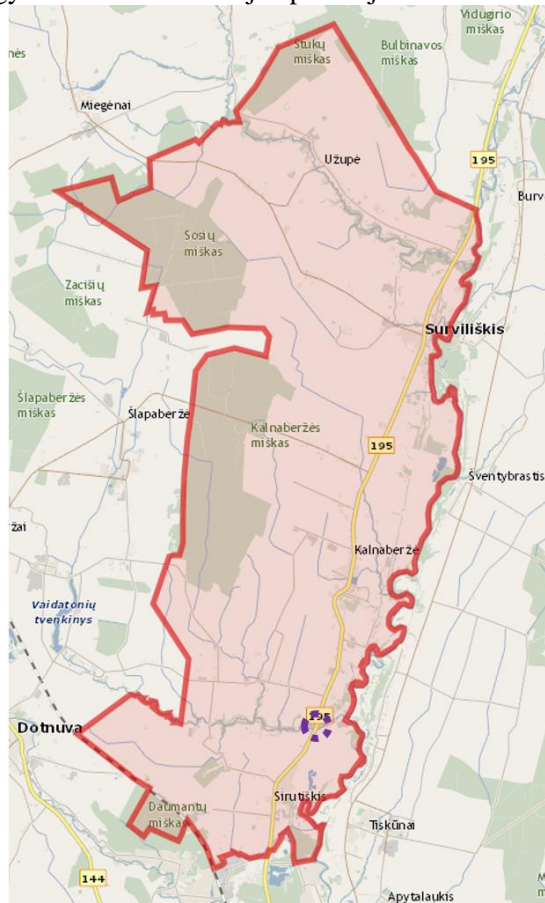 Vidugirio
miškas
Stukų
miškas
Bulbinavos
miškas
Miegėnai
Užupė
195
Sosių
miškas
Zacišių
miškas
Surviliškis
Šlapaberžės
miškas
Šlapaberžė
Kalnaberžės
miškas
195
Šventybrastis
Kalnaberžė
Vaidatonių
tvenkinys
195
Dotnuva
Sirutiškis
Daumantų
miškas
Tiskūnai
144
Apytalaukis